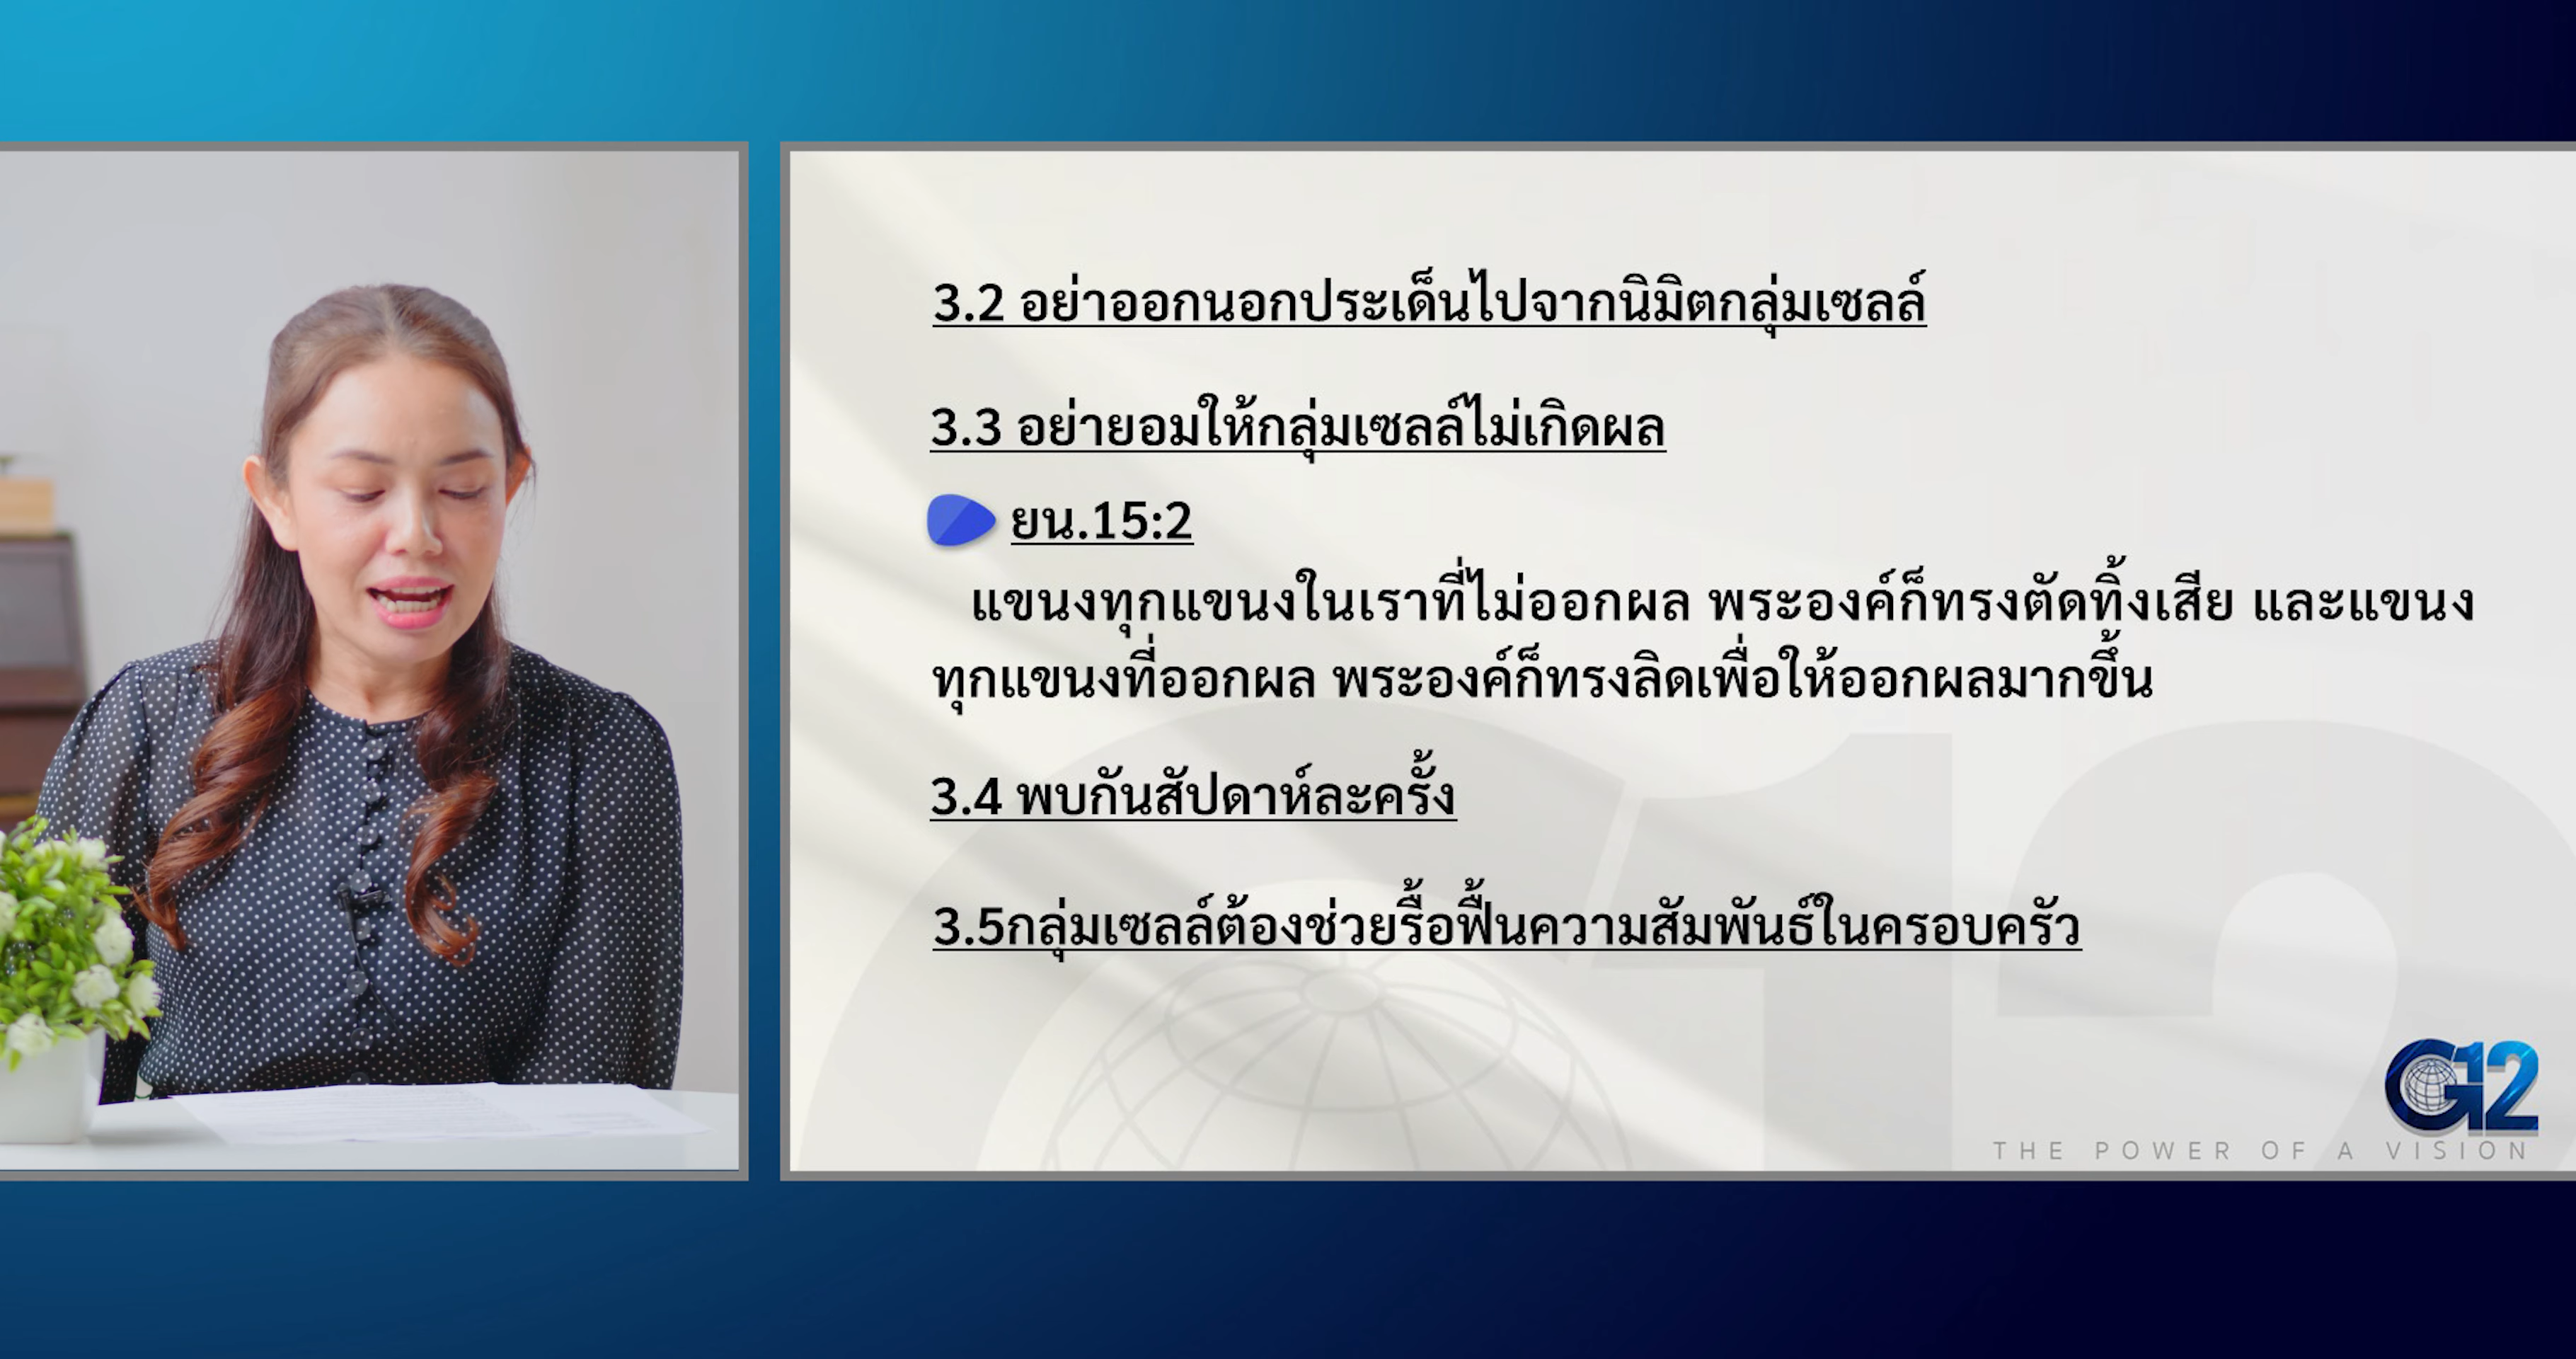 3.2 อย่าออกนอกประเด็นไปจากนิมิตกลุ่มเซลล์
3.3 อย่ายอมให้กลุ่มเซลล์ไม่เกิดผล
ยน.15:2
แขนงทุกแขนงในเราที่ไม่ออกผล พระองค์ก็ทรงตัดทิ้งเสีย และแขนง
ทุกแขนงที่ออกผล พระองค์ก็ทรงลิดเพื่อให้ออกผลมากขึ้น
3.4 พบกันสัปดาห์ละครั้ง
3.5กลุ่มเซลล์ต้องช่วยรื้อฟื้นความสัมพันธ์ในครอบครัว
G12
THE POWER OF A VISION